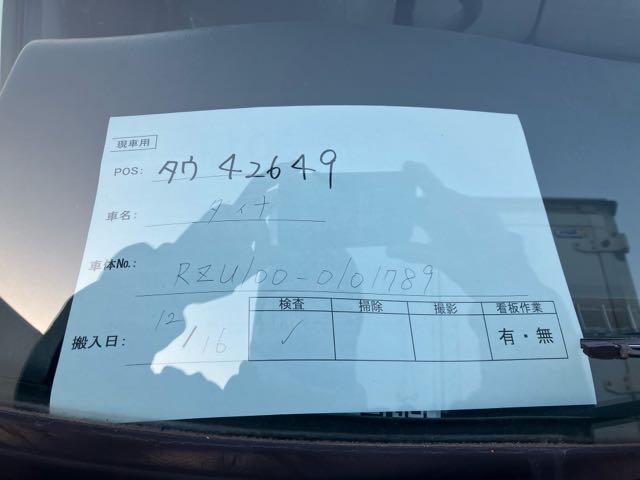 現車用
POS: タウ 42649
車名: ダイナ
車体No.: RZU100-0101789
搬入日: 12/16
検査 掃除 撮影 看板作業
✓ 有・無